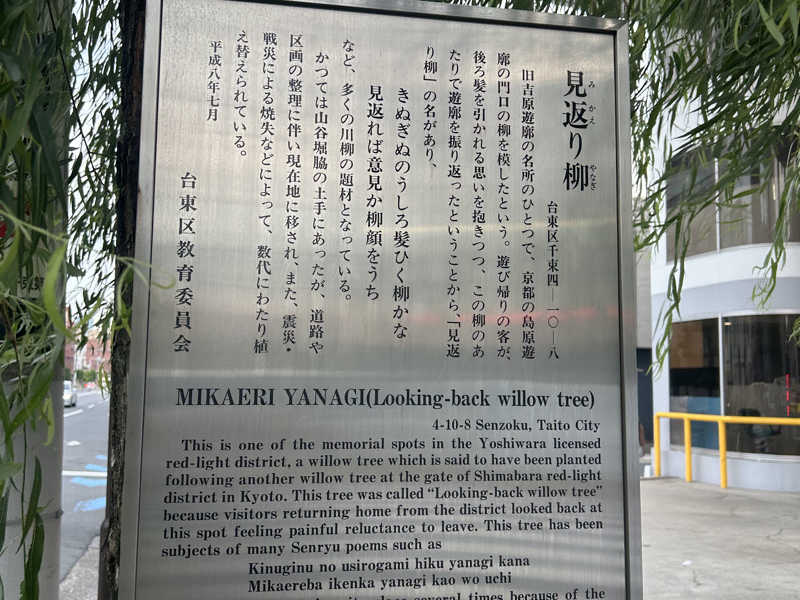 見返り柳
みかえ やなぎ
台東区千束四―一〇―八
旧吉原遊廓の名所のひとつで、京都の島原遊
廓の門口の柳を模したという。遊び帰りの客が、
後ろ髪を引かれる思いを抱きつつ、この柳のあ
たりで遊廓を振り返ったということから、「見返
り柳」の名があり、
きぬぎぬのうしろ髪ひく柳かな
見返れば意見か柳顔をうち
など、多くの川柳の題材となっている。
かつては山谷堀脇の土手にあったが、道路や
区画の整理に伴い現在地に移され、また、震災・
戦災による焼失などによって、数代にわたり植
え替えられている。
平成八年七月
台東区教育委員会
MIKAERI YANAGI(Looking-back willow tree)
4-10-8 Senzoku, Taito City
This is one of the memorial spots in the Yoshiwara licensed
red-light district, a willow tree which is said to have been planted
following another willow tree at the gate of Shimabara red-light
district in Kyoto. This tree was called “Looking-back willow tree”
because visitors returning home from the district looked back at
this spot feeling painful reluctance to leave. This tree has been
subjects of many Senryu poems such as
Kinuginu no usirogami hiku yanagi kana
Mikaereba ikenka yanagi kao wo uchi
several times because of the